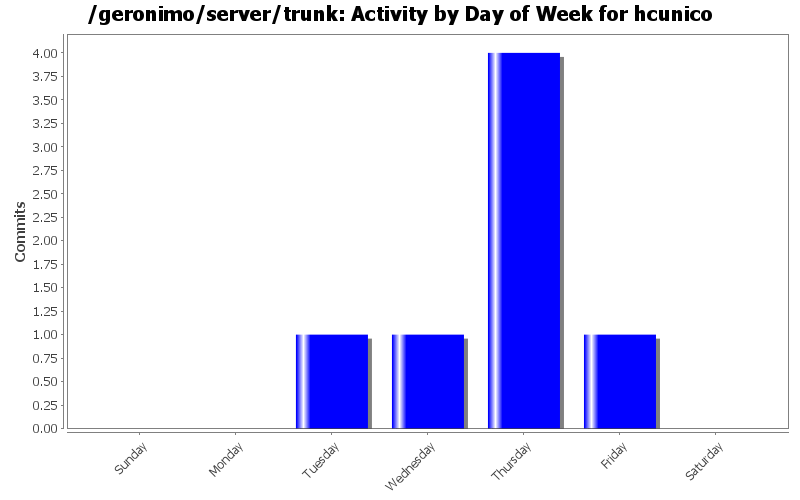 /geronimo/server/trunk: Activity by Day of Week for hcunico
Commits
4.00
3.75
3.50
3.25
3.00
2.75
2.50
2.25
2.00
1.75
1.50
1.25
1.00
0.75
0.50
0.25
0.00
Sunday
Monday
Tuesday
Wednesday
Thursday
Friday
Saturday